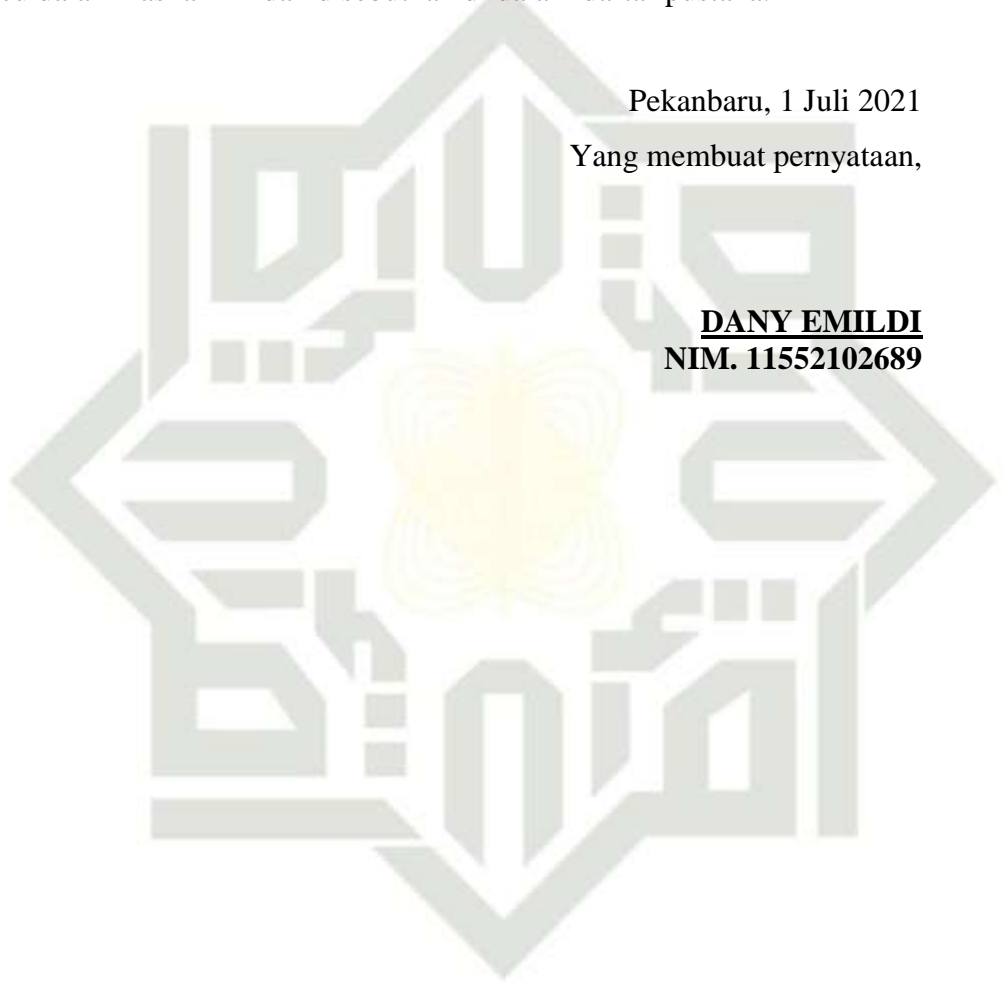 Pekanbaru, 1 Juli 2021
Yang membuat pernyataan,
DANY EMILDI
NIM. 11552102689